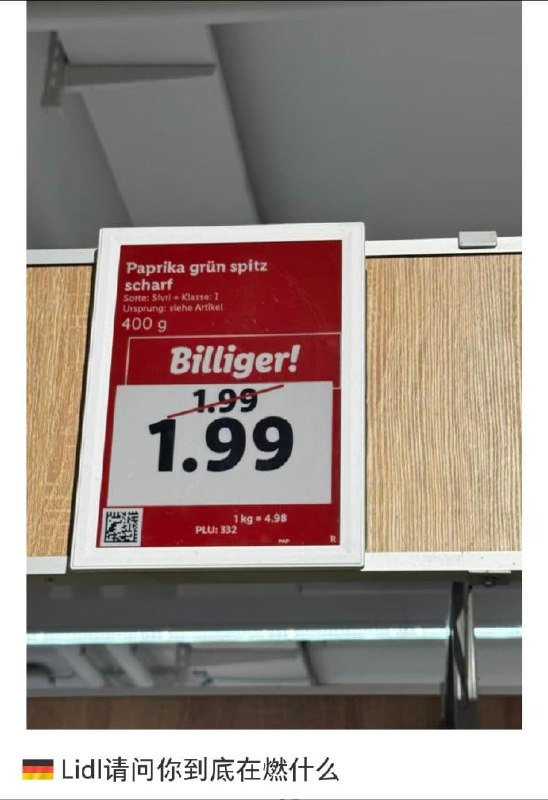 Paprika grün spitz
scharf
Sorte: Sivri + Klasse: I
Ursprung: siehe Artikel
400 g
Billiger!
1.99
1.99
1 kg = 4.98
PLU: 332
R
🇩🇪 Lidl请问你到底在燃什么